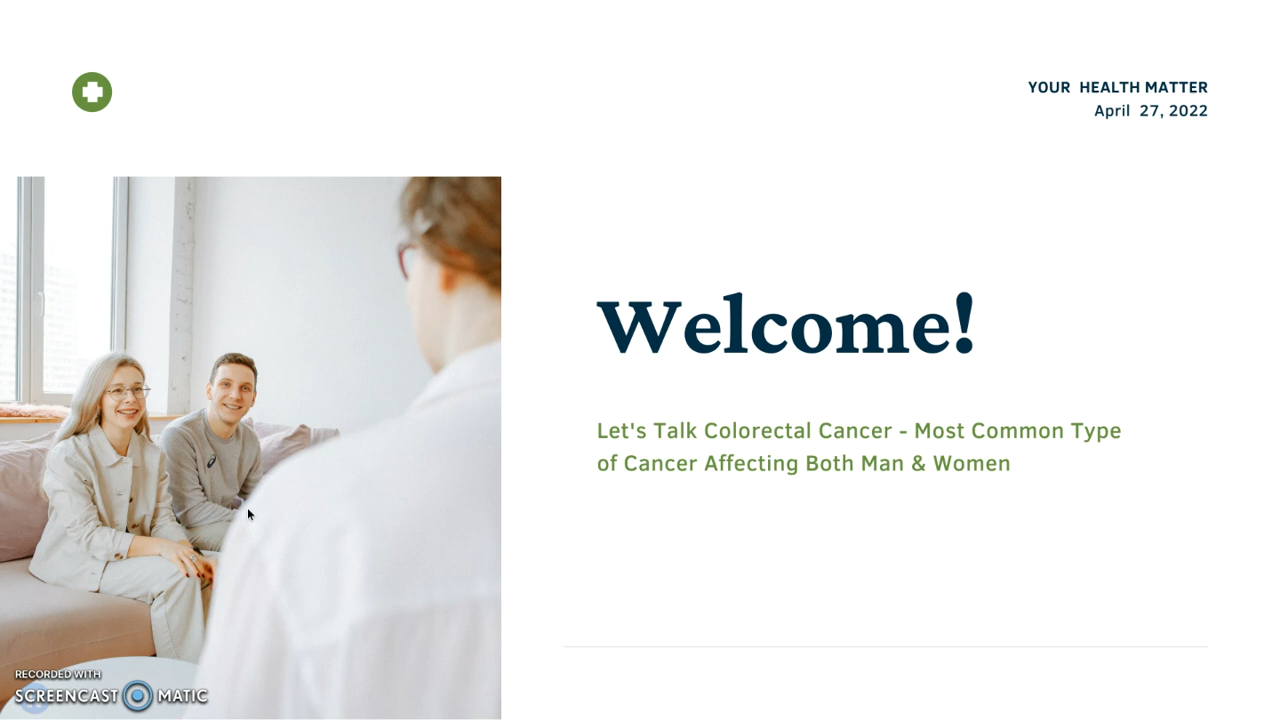 YOUR HEALTH MATTER
April 27, 2022
Welcome!
Let's Talk Colorectal Cancer - Most Common Type
of Cancer Affecting Both Man & Women
RECORDED WITH
SCREENCAST MATIC